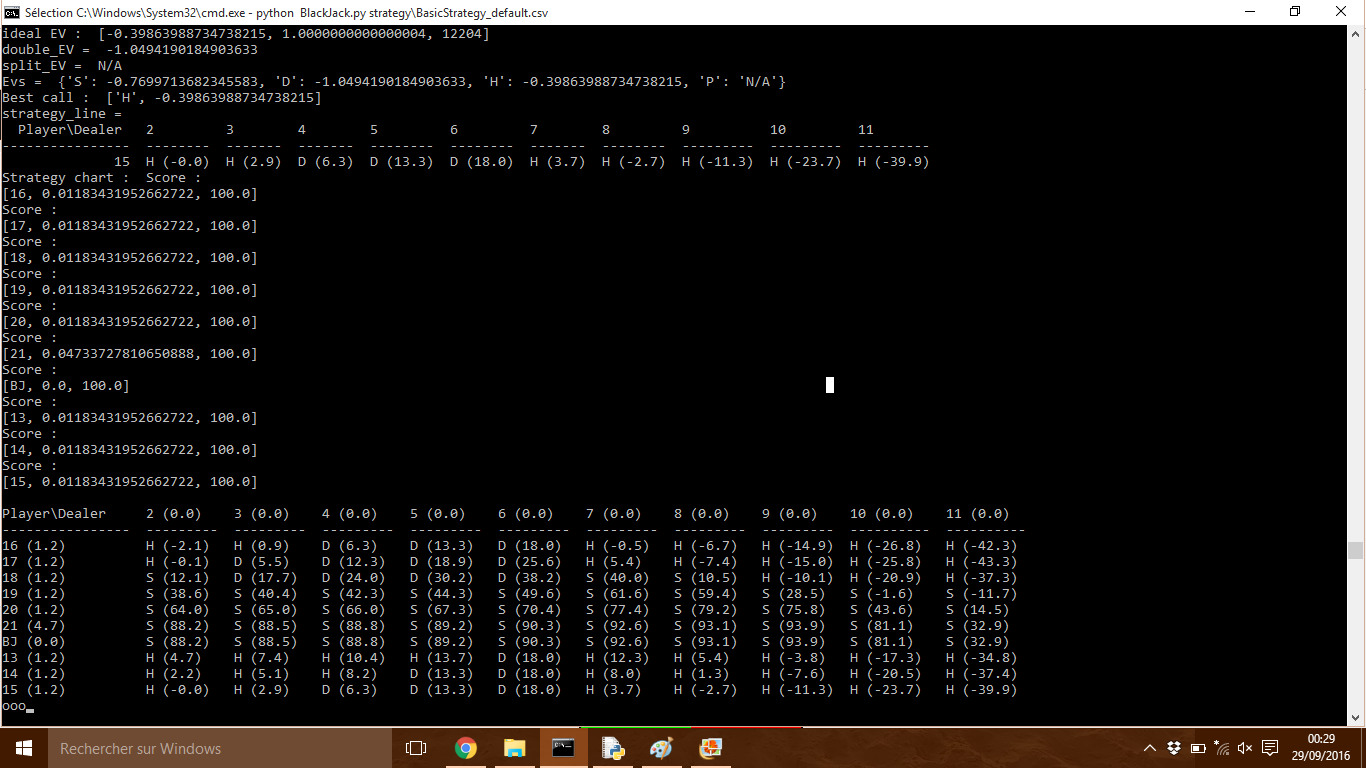 Sélection C:\Windows\System32\cmd.exe - python  BlackJack.py strategy\BasicStrategy_default.csv
ideal EV :  [-0.39863988734738215, 1.0000000000000004, 12204]
double_EV =  -1.0494190184903633
split_EV =  N/A
Evs =  {'S': -0.7699713682345583, 'D': -1.0494190184903633, 'H': -0.39863988734738215, 'P': 'N/A'}
Best call :  ['H', -0.39863988734738215]
strategy_line =
Player\Dealer   2        3       4        5         6         7        8         9          10         11
----------------  --------  --------  --------  --------  --------  --------  --------  ---------  ---------  ---------
15  H (-0.0)  H (2.9)  D (6.3)  D (13.3)  D (18.0)  H (3.7)  H (-2.7)  H (-11.3)  H (-23.7)  H (-39.9)
Strategy chart :  Score :
[16, 0.01183431952662722, 100.0]
Score :
[17, 0.01183431952662722, 100.0]
Score :
[18, 0.01183431952662722, 100.0]
Score :
[19, 0.01183431952662722, 100.0]
Score :
[20, 0.01183431952662722, 100.0]
Score :
[21, 0.04733727810650888, 100.0]
Score :
[BJ, 0.0, 100.0]
Score :
[13, 0.01183431952662722, 100.0]
Score :
[14, 0.01183431952662722, 100.0]
Score :
[15, 0.01183431952662722, 100.0]
Player\Dealer     2 (0.0)    3 (0.0)    4 (0.0)    5 (0.0)    6 (0.0)    7 (0.0)    8 (0.0)    9 (0.0)    10 (0.0)    11 (0.0)
----------------  ---------  ---------  ---------  ---------  ---------  ---------  ---------  ---------  ----------  ----------
16 (1.2)          H (-2.1)   H (0.9)    D (6.3)    D (13.3)   D (18.0)   H (-0.5)   H (-6.7)   H (-14.9)  H (-26.8)   H (-42.3)
17 (1.2)          H (-0.1)   D (5.5)    D (12.3)   D (18.9)   D (25.6)   H (5.4)    H (-7.4)   H (-15.0)  H (-25.8)   H (-43.3)
18 (1.2)          S (12.1)   D (17.7)   D (24.0)   D (30.2)   D (38.2)   S (40.0)   S (10.5)   H (-10.1)  H (-20.9)   H (-37.3)
19 (1.2)          S (38.6)   S (40.4)   S (42.3)   S (44.3)   S (49.6)   S (61.6)   S (59.4)   S (28.5)   S (-1.6)    S (-11.7)
20 (1.2)          S (64.0)   S (65.0)   S (66.0)   S (67.3)   S (70.4)   S (77.4)   S (79.2)   S (75.8)   S (43.6)    S (14.5)
21 (4.7)          S (88.2)   S (88.5)   S (88.8)   S (89.2)   S (90.3)   S (92.6)   S (93.1)   S (93.9)   S (81.1)    S (32.9)
BJ (0.0)          S (88.2)   S (88.5)   S (88.8)   S (89.2)   S (90.3)   S (92.6)   S (93.1)   S (93.9)   S (81.1)    S (32.9)
13 (1.2)          H (4.7)    H (7.4)    H (10.4)   H (13.7)   D (18.0)   H (12.3)   H (5.4)    H (-3.8)   H (-17.3)   H (-34.8)
14 (1.2)          H (2.2)    H (5.1)    H (8.2)    D (13.3)   D (18.0)   H (8.0)    H (1.3)    H (-7.6)   H (-20.5)   H (-37.4)
15 (1.2)          H (-0.0)   H (2.9)    D (6.3)    D (13.3)   D (18.0)   H (3.7)    H (-2.7)   H (-11.3)  H (-23.7)   H (-39.9)
ooo_
Rechercher sur Windows
00:29
29/09/2016